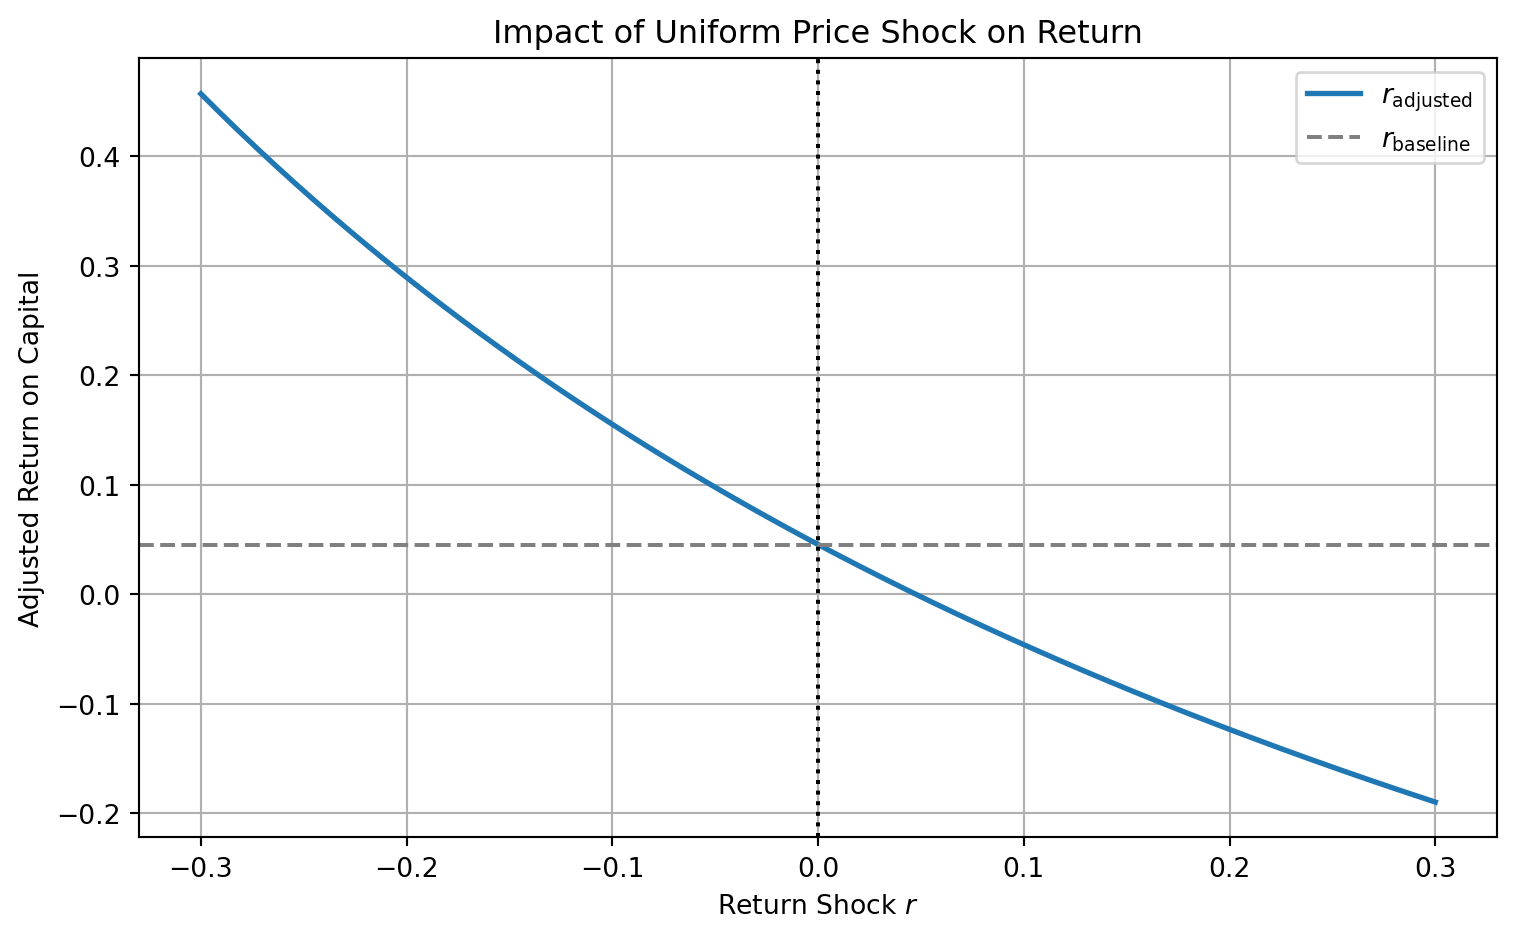 Impact of Uniform Price Shock on Return
r adjusted
r baseline
Adjusted Return on Capital
0.4
0.3
0.2
0.1
0.0
−0.1
−0.2
−0.3
−0.2
−0.1
0.0
0.1
0.2
0.3
Return Shock r